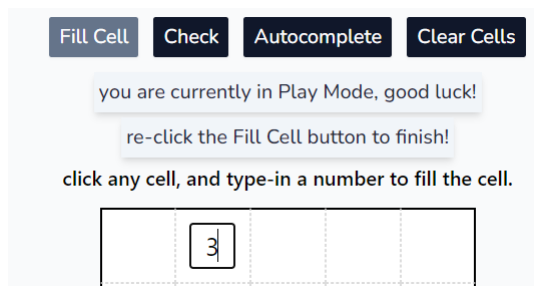 Fill Cell Check Autocomplete Clear Cells
you are currently in Play Mode, good luck!
re-click the Fill Cell button to finish!
click any cell, and type-in a number to fill the cell.
3